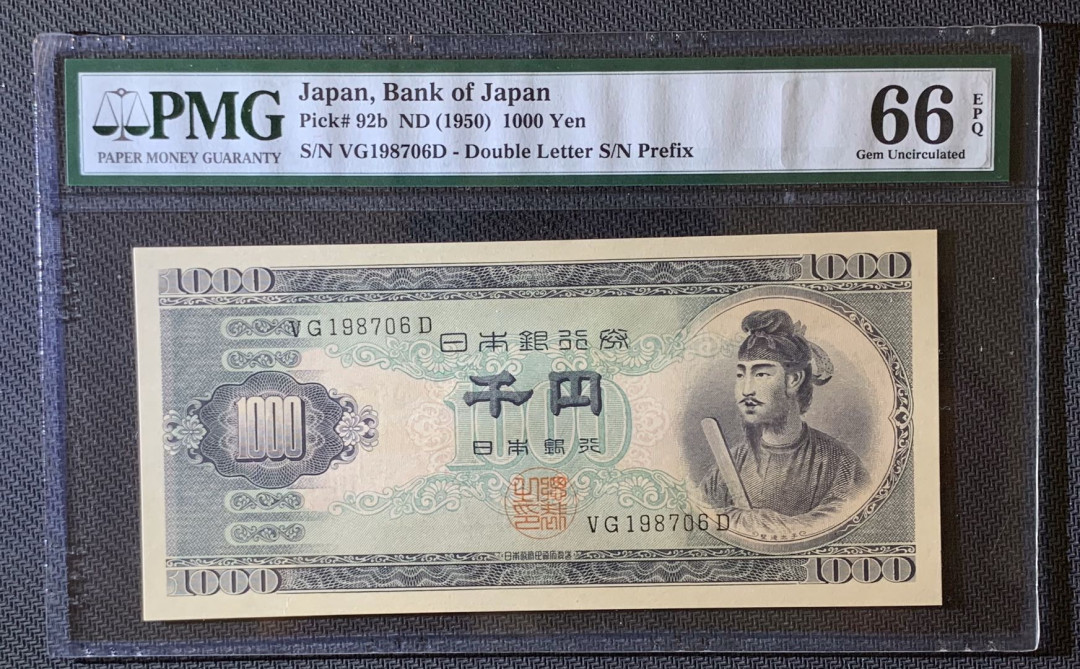 PMG
PAPER MONEY GUARANTY
Japan, Bank of Japan
Pick# 92b ND (1950) 1000 Yen
S/N VG198706D - Double Letter S/N Prefix
66 EPQ
Gem Uncirculated
1000 1000
VG198706D
日本銀行券
千円
1000
1000
日本銀行
VG198706D
1000 1000